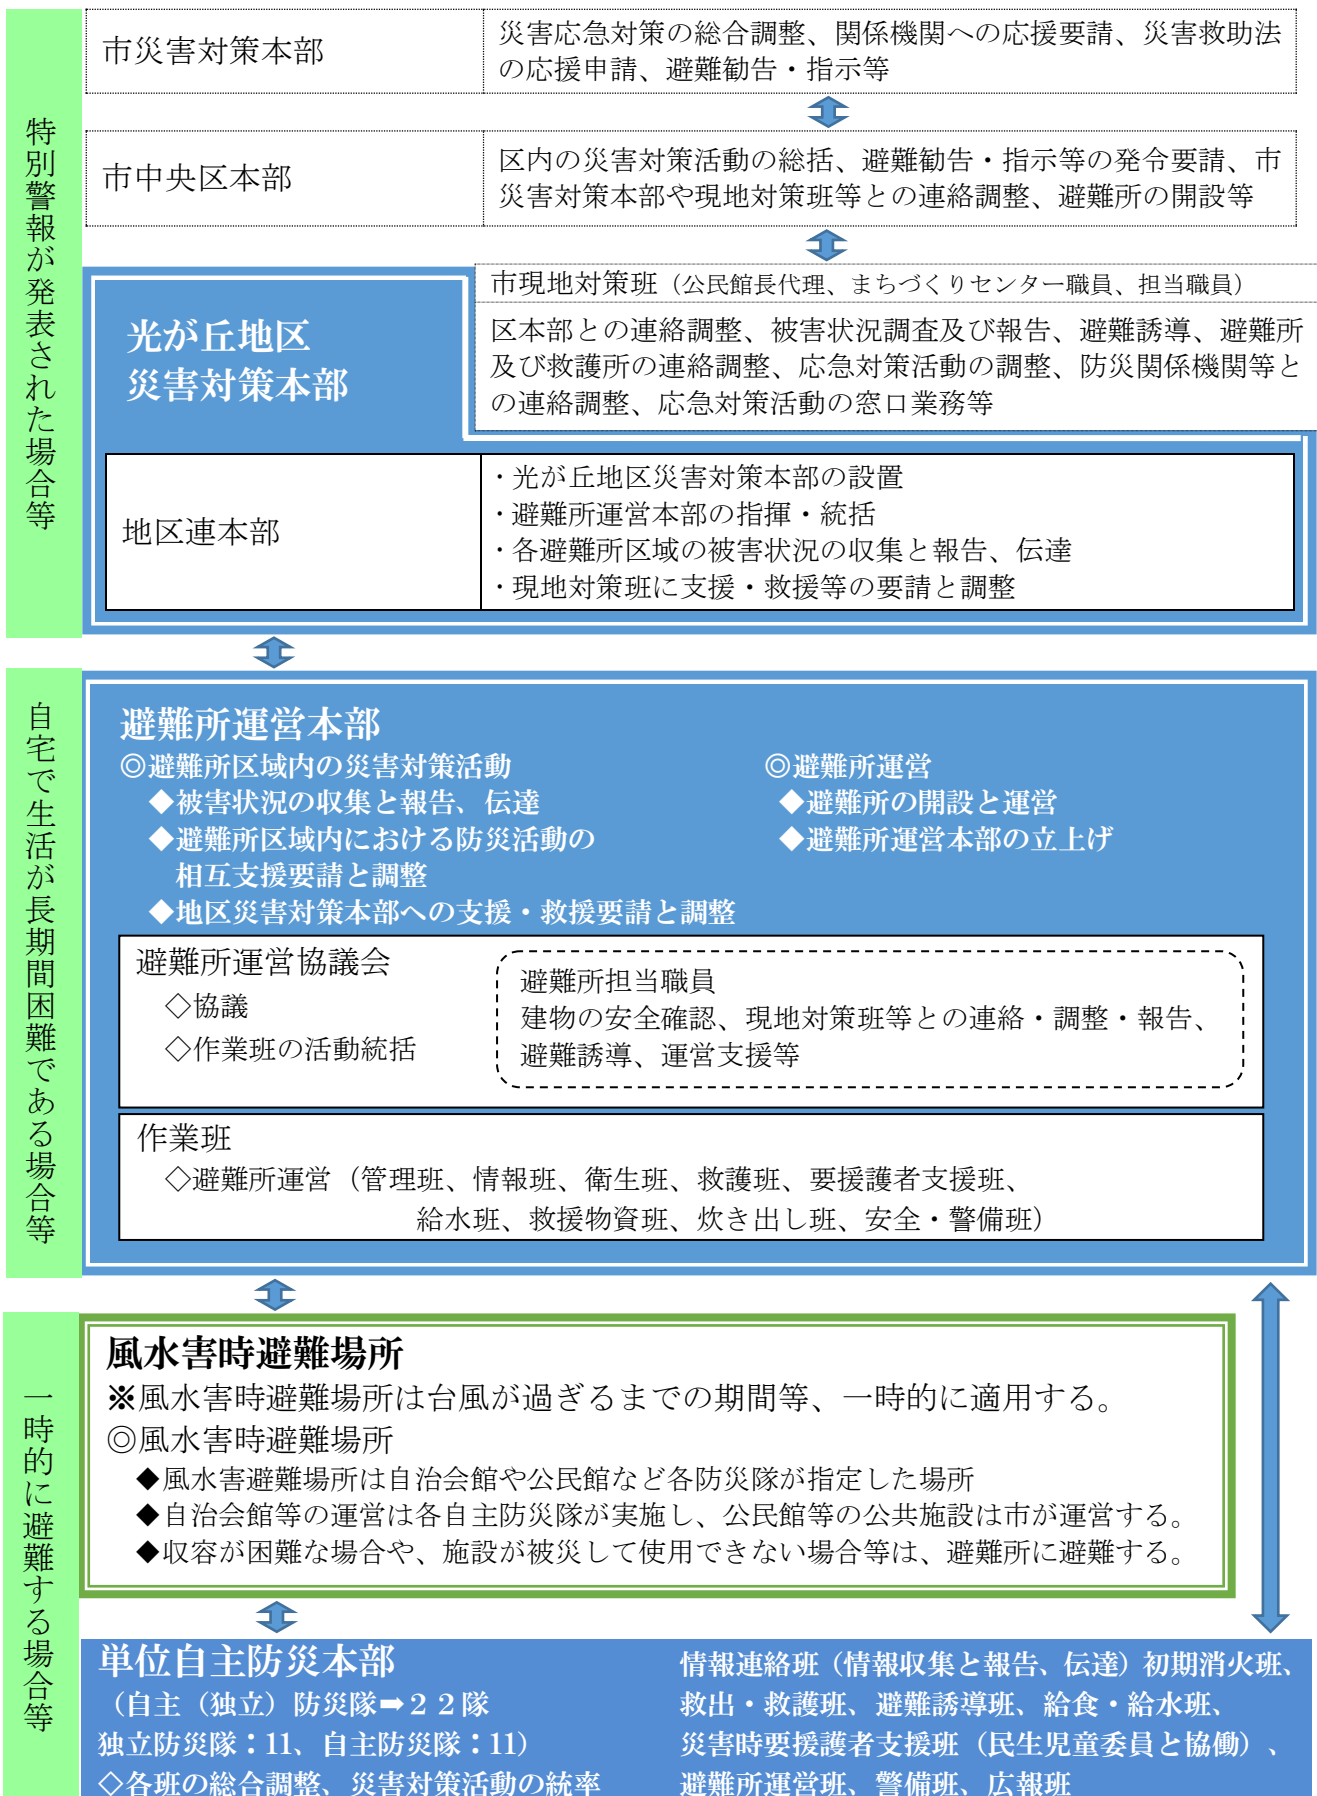 特別警報が発表された場合等
市災害対策本部
災害応急対策の総合調整、関係機関への応援要請、災害救助法
の応援申請、避難勧告・指示等
市中央区本部
区内の災害対策活動の総括、避難勧告・指示等の発令要請、市
災害対策本部や現地対策班等との連絡調整、避難所の開設等
光が丘地区
災害対策本部
市現地対策班（公民館長代理、まちづくりセンター職員、担当職員）
区本部との連絡調整、被害状況調査及び報告、避難誘導、避難所
及び救護所の連絡調整、応急対策活動の調整、防災関係機関等と
の連絡調整、応急対策活動の窓口業務等
地区連本部
・光が丘地区災害対策本部の設置
・避難所運営本部の指揮・統括
・各避難所区域の被害状況の収集と報告、伝達
・現地対策班に支援・救援等の要請と調整
自宅で生活が長期間困難である場合等
避難所運営本部
◎避難所区域内の災害対策活動
◆被害状況の収集と報告、伝達
◆避難所区域内における防災活動の
相互支援要請と調整
◆地区災害対策本部への支援・救援要請と調整
◎避難所運営
◆避難所の開設と運営
◆避難所運営本部の立上げ
避難所運営協議会
◇協議
◇作業班の活動統括
避難所担当職員
建物の安全確認、現地対策班等との連絡・調整・報告、
避難誘導、運営支援等
作業班
◇避難所運営（管理班、情報班、衛生班、救護班、要援護者支援班、
給水班、救援物資班、炊き出し班、安全・警備班）
一時的に避難する場合等
風水害時避難場所
※風水害時避難場所は台風が過ぎるまでの期間等、一時的に適用する。
◎風水害時避難場所
◆風水害避難場所は自治会館や公民館など各防災隊が指定した場所
◆自治会館等の運営は各自主防災隊が実施し、公民館等の公共施設は市が運営する。
◆収容が困難な場合や、施設が被災して使用できない場合等は、避難所に避難する。
単位自主防災本部
（自主（独立）防災隊➡２２隊
独立防災隊：11、自主防災隊：11）
◇各班の総合調整、災害対策活動の統率
情報連絡班（情報収集と報告、伝達）初期消火班、
救出・救護班、避難誘導班、給食・給水班、
災害時要援護者支援班（民生児童委員と協働）、
避難所運営班、警備班、広報班